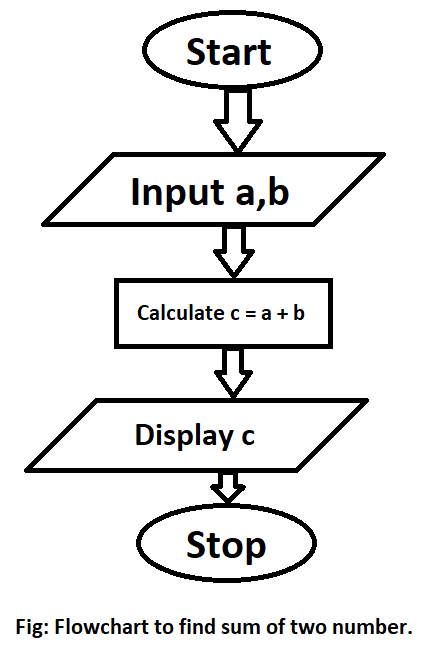 Start
Input a,b
Calculate c = a + b
Display c
Stop
Fig: Flowchart to find sum of two number.